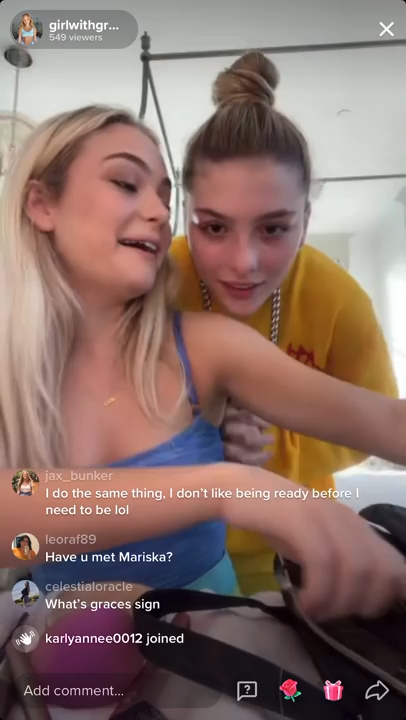 girlwithgr...
549 viewers
jax_bunker
I do the same thing, I don't like being ready before I
need to be lol
leoraf89
Have u met Mariska?
celestialoracle
What's graces sign
karlyannee0012 joined
Add comment...